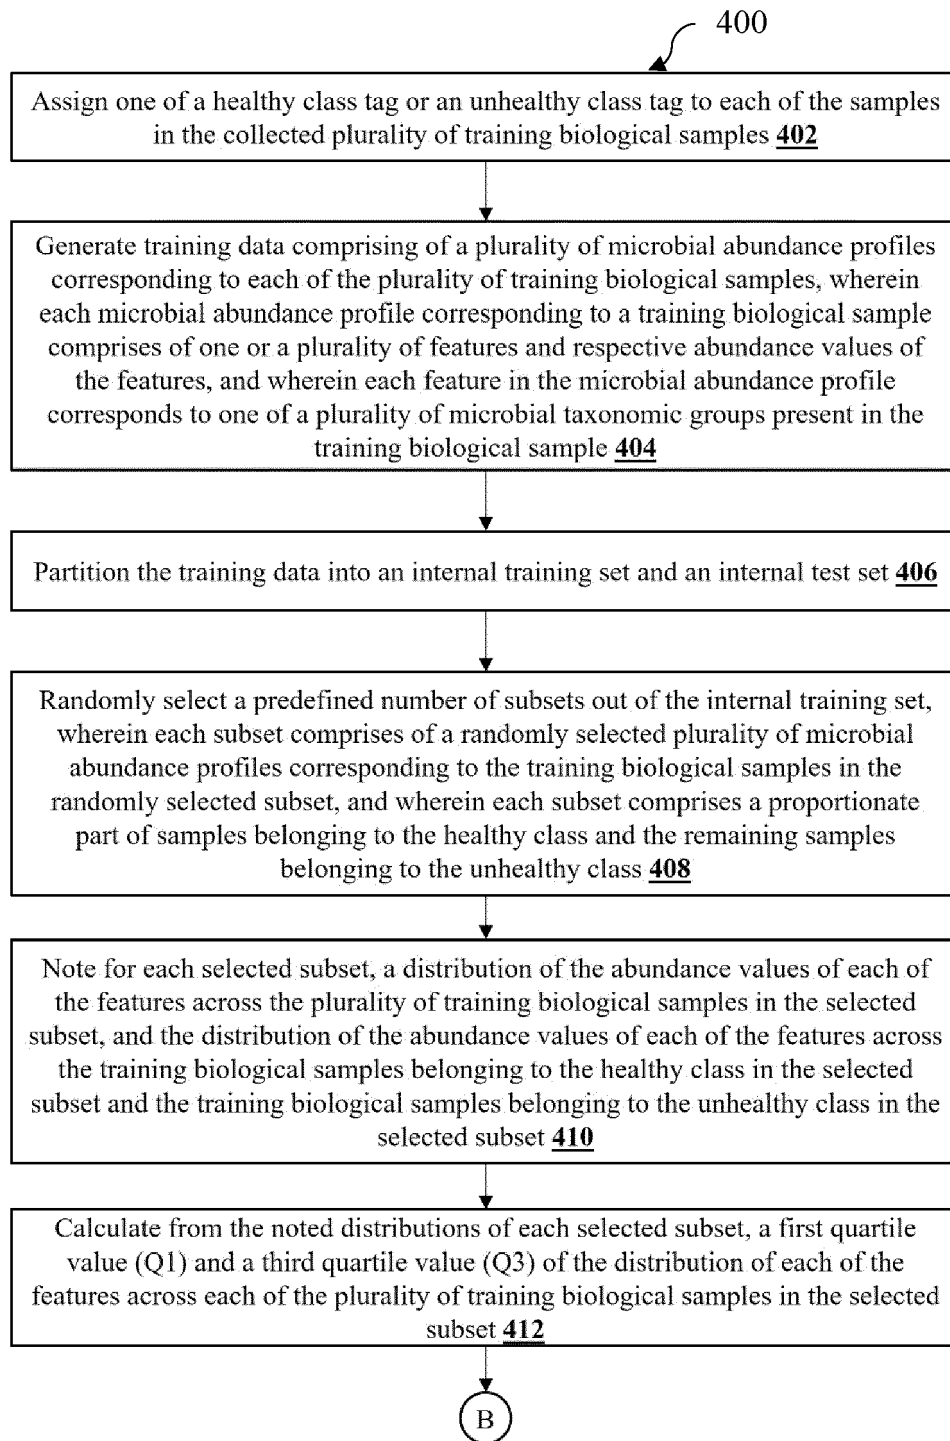 400
Assign one of a healthy class tag or an unhealthy class tag to each of the samples
in the collected plurality of training biological samples 402
Generate training data comprising of a plurality of microbial abundance profiles
corresponding to each of the plurality of training biological samples, wherein
each microbial abundance profile corresponding to a training biological sample
comprises of one or a plurality of features and respective abundance values of
the features, and wherein each feature in the microbial abundance profile
corresponds to one of a plurality of microbial taxonomic groups present in the
training biological sample 404
Partition the training data into an internal training set and an internal test set 406
Randomly select a predefined number of subsets out of the internal training set,
wherein each subset comprises of a randomly selected plurality of microbial
abundance profiles corresponding to the training biological samples in the
randomly selected subset, and wherein each subset comprises a proportionate
part of samples belonging to the healthy class and the remaining samples
belonging to the unhealthy class 408
Note for each selected subset, a distribution of the abundance values of each of
the features across the plurality of training biological samples in the selected
subset, and the distribution of the abundance values of each of the features across
the training biological samples belonging to the healthy class in the selected
subset and the training biological samples belonging to the unhealthy class in the
selected subset 410
Calculate from the noted distributions of each selected subset, a first quartile
value (Q1) and a third quartile value (Q3) of the distribution of each of the
features across each of the plurality of training biological samples in the selected
subset 412
B